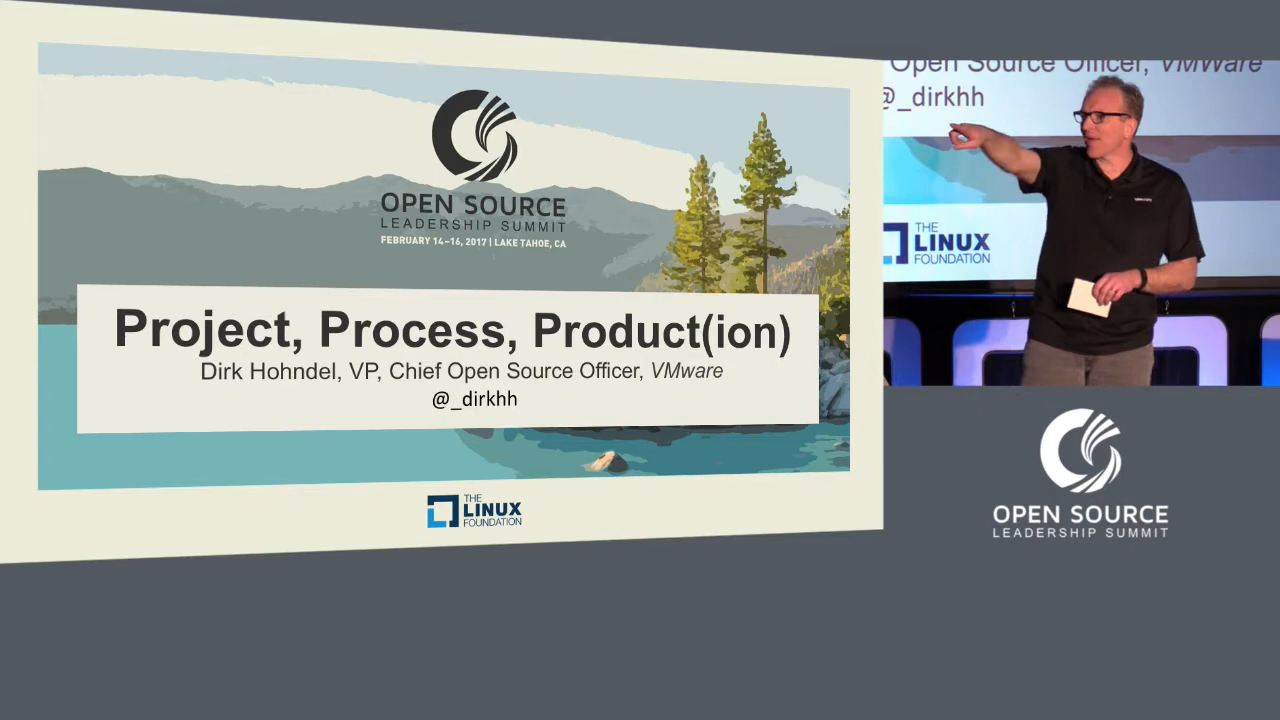 OPEN SOURCE
LEADERSHIP SUMMIT
FEBRUARY 14-16, 2017 | LAKE TAHOE, CA
Project, Process, Product(ion)
Dirk Hohndel, VP, Chief Open Source Officer, VMware
@_dirkhh
THE
LINUX
FOUNDATION
Open Source Officer, VMWare
@_dirkhh
THE
LINUX
FOUNDATION
OPEN SOURCE
LEADERSHIP SUMMIT